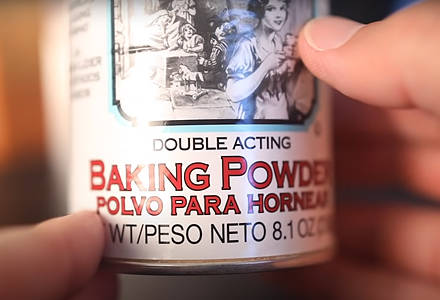 DOUBLE ACTING
BAKING POWDER
POLVO PARA HORNEAR
WT/PESO NETO 8.1 OZ